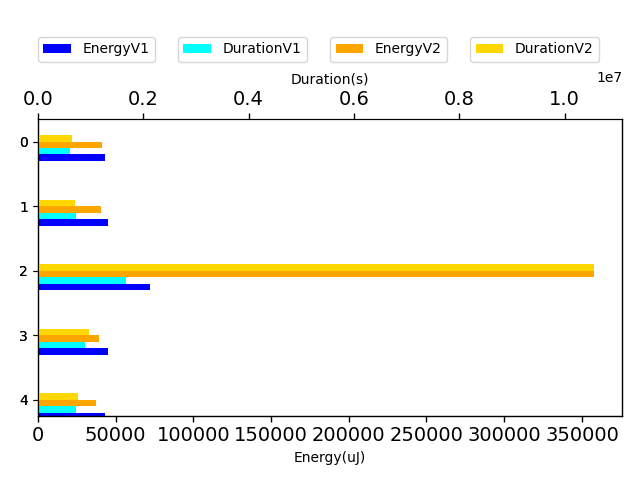 EnergyV1 DurationV1 EnergyV2 DurationV2
Duration(s)
1e7
0.0 0.2 0.4 0.6 0.8 1.0
0
1
2
3
4
0 50000 100000 150000 200000 250000 300000 350000
Energy(uJ)